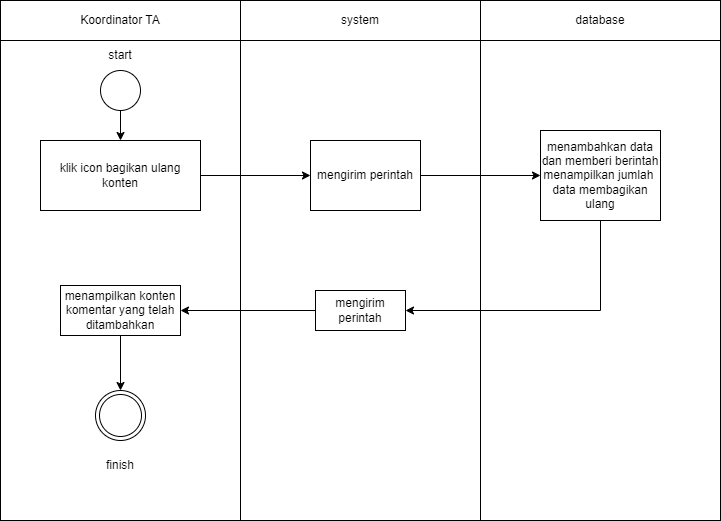 Koordinator TA
system
database
start
klik icon bagikan ulang
konten
mengirim perintah
menambahkan data
dan memberi berintah
menampilkan jumlah
data membagikan
ulang
menampilkan konten
komentar yang telah
ditambahkan
mengirim
perintah
finish